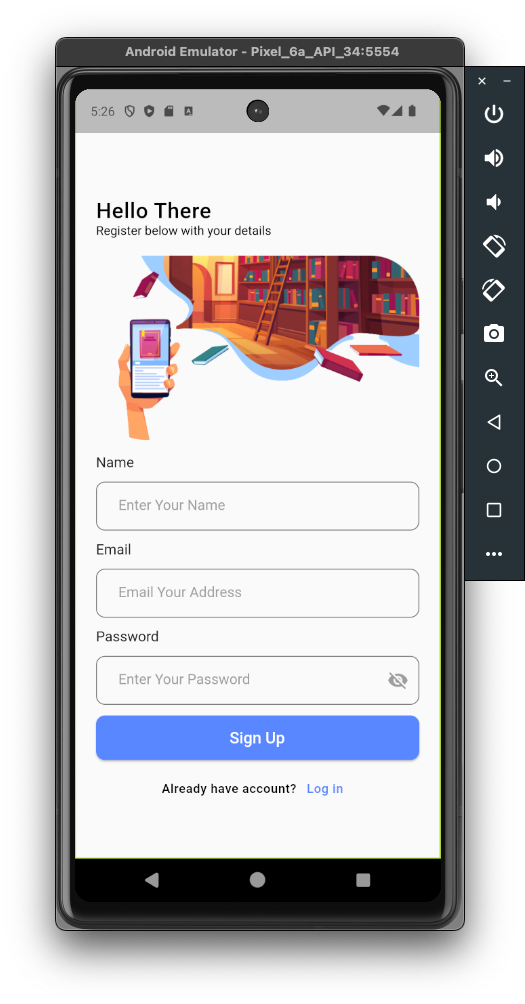 Android Emulator - Pixel_6a_API_34:5554
5:26
Hello There
Register below with your details
Name
Enter Your Name
Email
Email Your Address
Password
Enter Your Password
Sign Up
Already have account? Log in